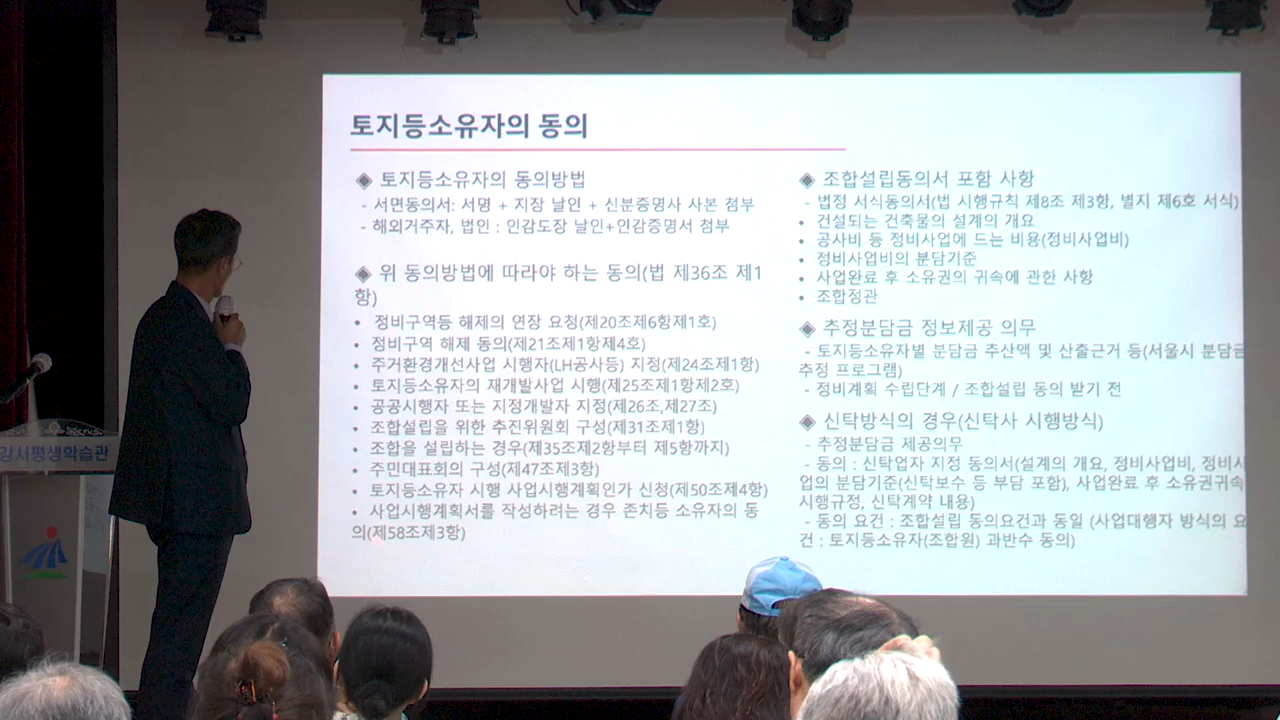 토지등소유자의 동의
◈ 토지등소유자의 동의방법
- 서면동의서: 서명 + 지장 날인 + 신분증명사 사본 첨부
- 해외거주자, 법인 : 인감도장 날인+인감증명서 첨부
◈ 위 동의방법에 따라야 하는 동의(법 제36조 제1
항)
• 정비구역등 해제의 연장 요청(제20조제6항제1호)
• 정비구역 해제 동의(제21조제1항제4호)
• 주거환경개선사업 시행자(LH공사등) 지정(제24조제1항)
• 토지등소유자의 재개발사업 시행(제25조제1항제2호)
• 공공시행자 또는 지정개발자 지정(제26조,제27조)
• 조합설립을 위한 추진위원회 구성(제31조제1항)
• 조합을 설립하는 경우(제35조제2항부터 제5항까지)
• 주민대표회의 구성(제47조제3항)
• 토지등소유자 시행 사업시행계획인가 신청(제50조제4항)
• 사업시행계획서를 작성하려는 경우 존치등 소유자의 동
의(제58조제3항)
◈ 조합설립동의서 포함 사항
- 법정 서식동의서(법 시행규칙 제8조 제3항, 별지 제6호 서식)
• 건설되는 건축물의 설계의 개요
• 공사비 등 정비사업에 드는 비용(정비사업비)
• 정비사업비의 분담기준
• 사업완료 후 소유권의 귀속에 관한 사항
• 조합정관
◈ 추정분담금 정보제공 의무
- 토지등소유자별 분담금 추산액 및 산출근거 등(서울시 분담금
추정 프로그램)
- 정비계획 수립단계 / 조합설립 동의 받기 전
◈ 신탁방식의 경우(신탁사 시행방식)
- 추정분담금 제공의무
- 동의 : 신탁업자 지정 동의서(설계의 개요, 정비사업비, 정비사
업의 분담기준(신탁보수 등 부담 포함), 사업완료 후 소유권귀속
시행규정, 신탁계약 내용)
- 동의 요건 : 조합설립 동의요건과 동일 (사업대행자 방식의 요
건 : 토지등소유자(조합원) 과반수 동의)
강서평생학습관